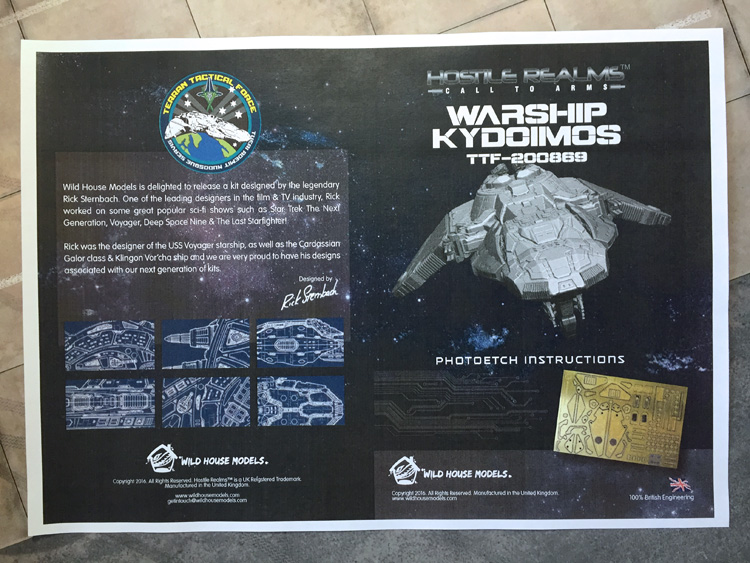 TERRAN TACTICAL FORCE
Wild House Models is delighted to release a kit designed by the legendary
Rick Sternbach. One of the leading designers in the film & TV industry, Rick
worked on some great popular sci-fi shows such as Star Trek The Next
Generation, Voyager, Deep Space Nine & The Last Starfighter!
Rick was the designer of the USS Voyager starship, as well as the Cardassian
Galor class & Klingon Vor'cha ship and we are very proud to have his designs
associated with our next generation of kits.
Designed by
Rick Sternbach
WILD HOUSE MODELS
Copyright 2016. All Rights Reserved. Hostile Realms™ is a UK Registered Trademark.
Manufactured in the United Kingdom.
www.wildhousemodels.com
getintouch@wildhousemodels.com
HOSTILE REALMS™
CALL TO ARMS
WARSHIP
KYDOIMOS
TTF-200869
PHOTOETCH INSTRUCTIONS
WILD HOUSE MODELS
Copyright 2016. All Rights Reserved. Manufactured in the United Kingdom.
www.wildhousemodels.com
100% British Engineering